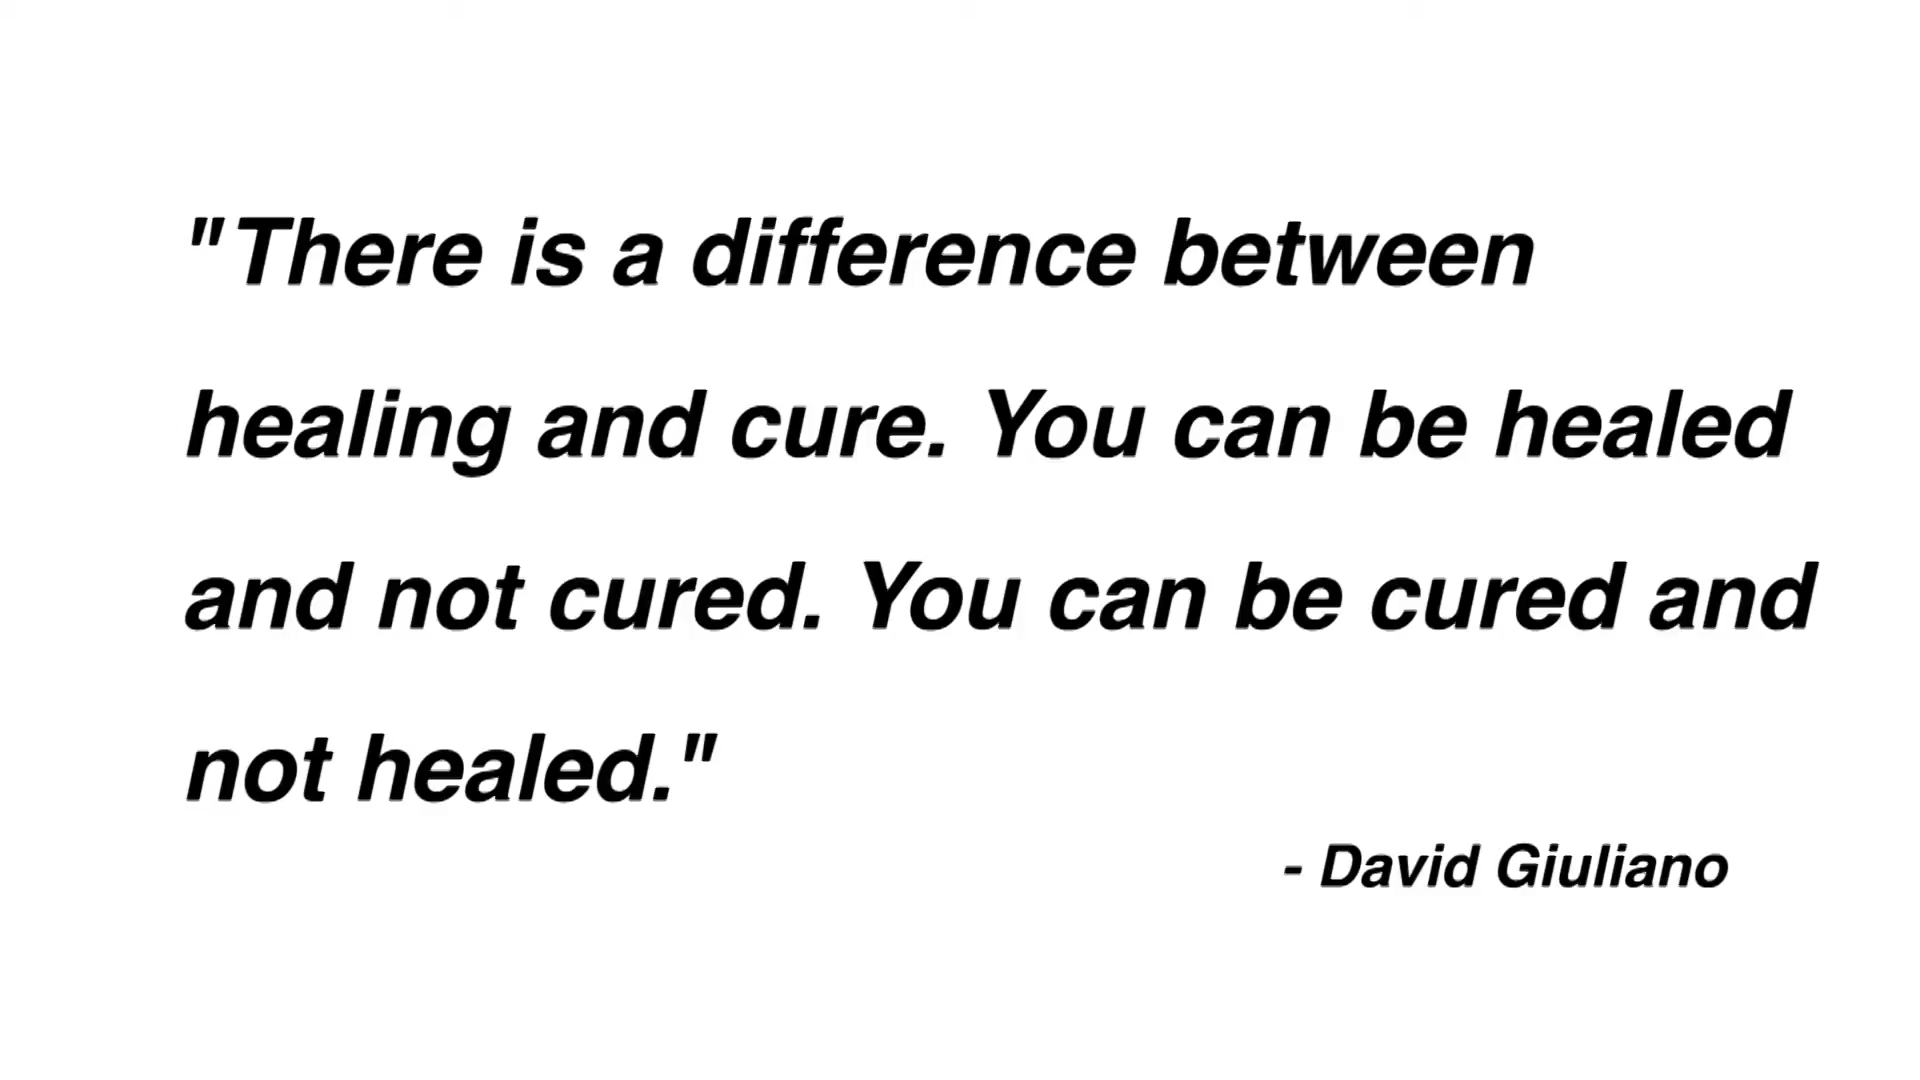 "There is a difference between
healing and cure. You can be healed
and not cured. You can be cured and
not healed."
- David Giuliano